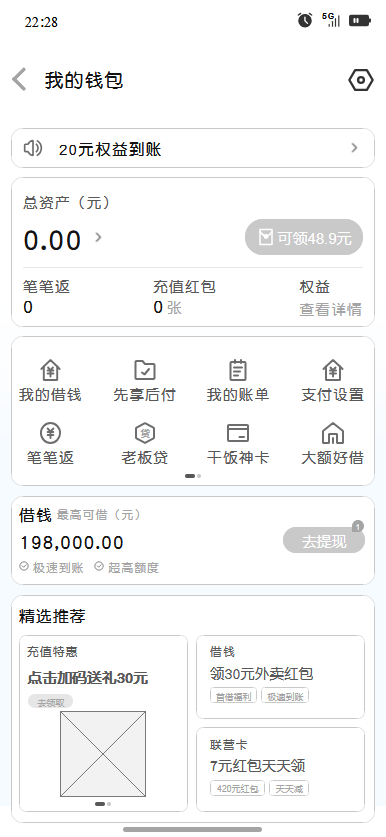 22:28
5G
我的钱包
20元权益到账
总资产（元）
0.00
可领48.9元
笔笔返 充值红包 权益
0 0 张 查看详情
我的借钱 先享后付 我的账单 支付设置
贷
笔笔返 老板贷 干饭神卡 大额好借
借钱 最高可借（元）
1
198,000.00 去提现
极速到账 超高额度
精选推荐
充值特惠
点击加码送礼30元
去领取
借钱
领30元外卖红包
首借福利 极速到账
联营卡
7元红包天天领
420元红包 天天减